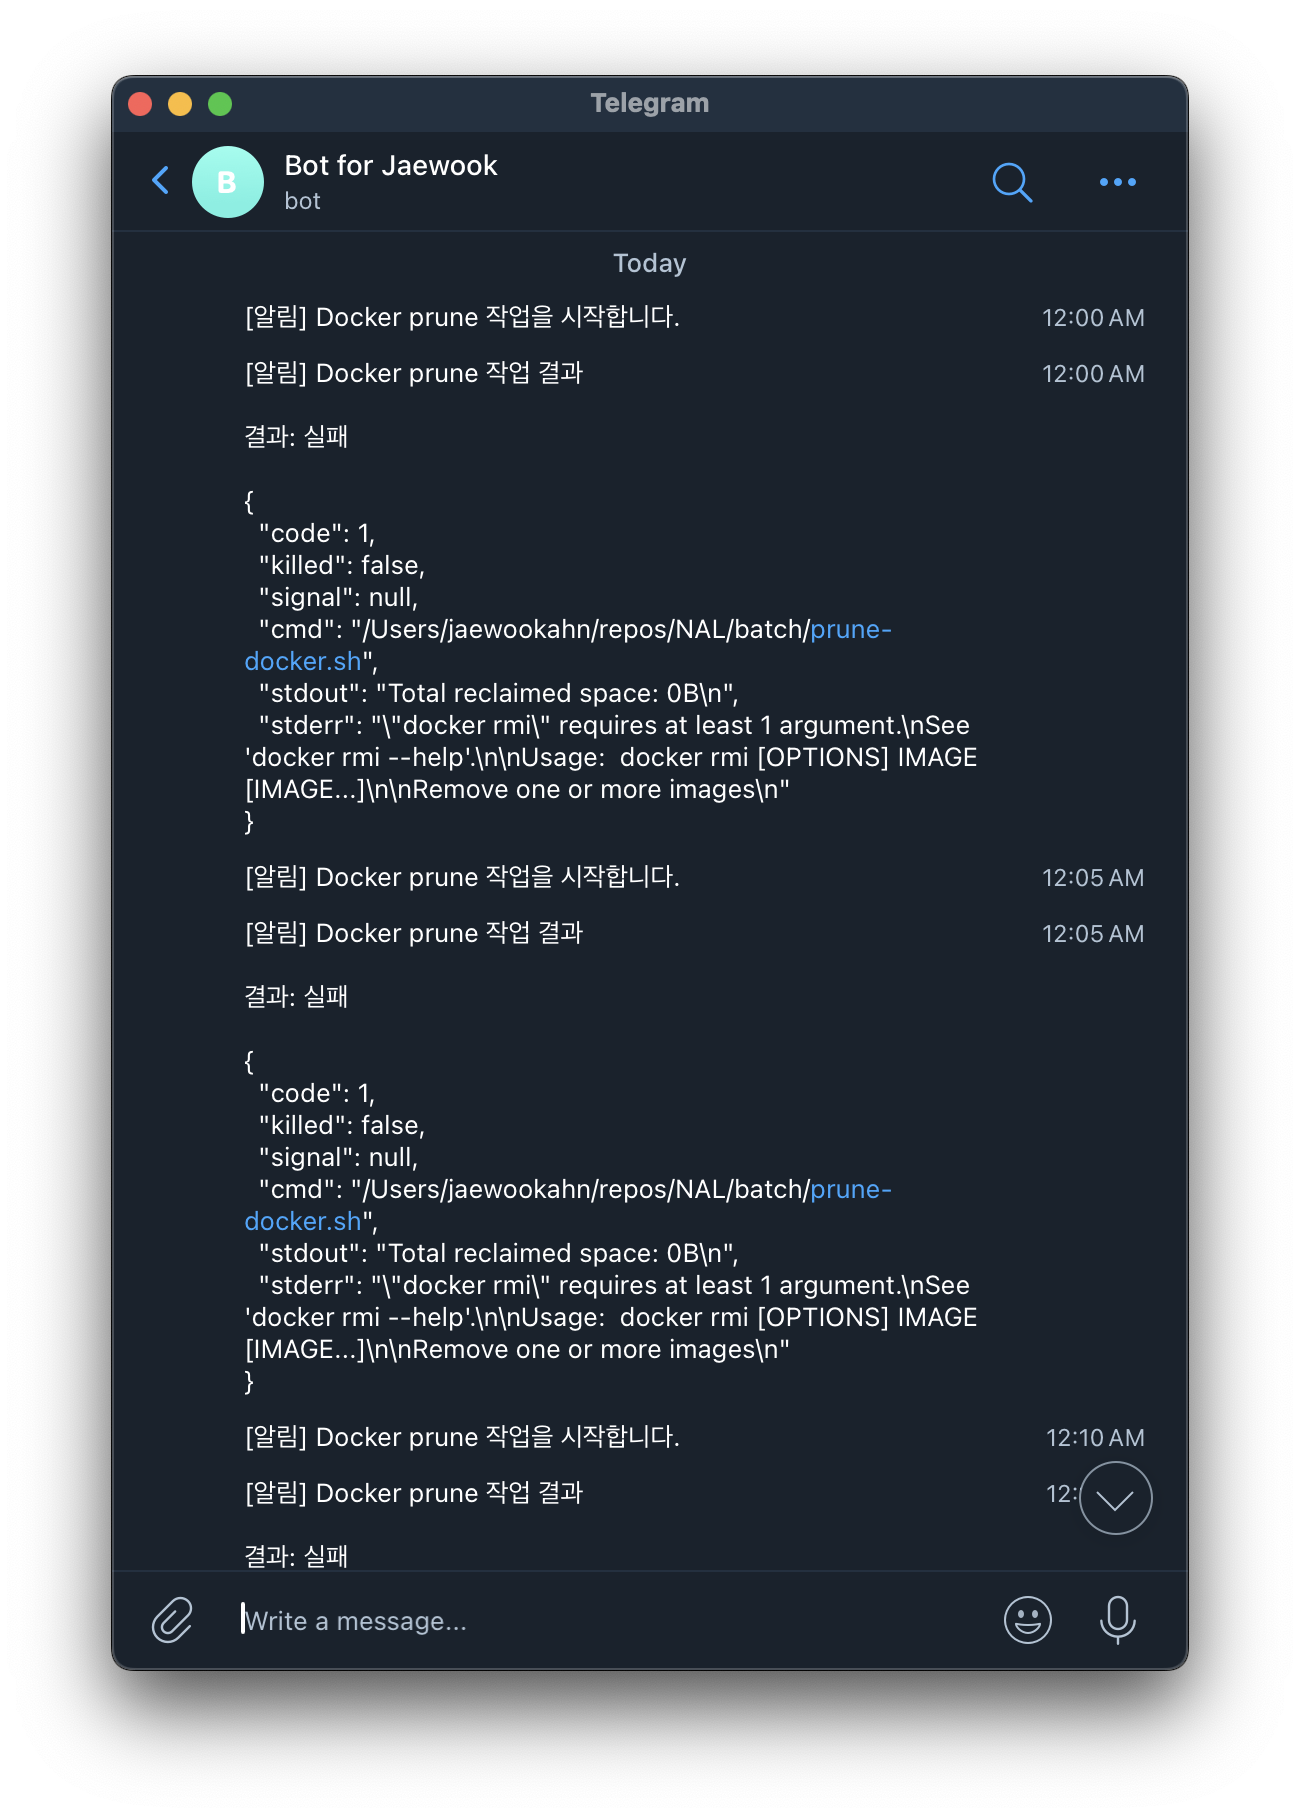 Telegram
B
Bot for Jaewook
bot
Today
[알림] Docker prune 작업을 시작합니다. 12:00 AM
[알림] Docker prune 작업 결과 12:00 AM
결과: 실패
{
"code": 1,
"killed": false,
"signal": null,
"cmd": "/Users/jaewookahn/repos/NAL/batch/prune-
docker.sh",
"stdout": "Total reclaimed space: 0B\n",
"stderr": "\"docker rmi\" requires at least 1 argument.\nSee
'docker rmi --help'.\n\nUsage:  docker rmi [OPTIONS] IMAGE
[IMAGE...]\n\nRemove one or more images\n"
}
[알림] Docker prune 작업을 시작합니다. 12:05 AM
[알림] Docker prune 작업 결과 12:05 AM
결과: 실패
{
"code": 1,
"killed": false,
"signal": null,
"cmd": "/Users/jaewookahn/repos/NAL/batch/prune-
docker.sh",
"stdout": "Total reclaimed space: 0B\n",
"stderr": "\"docker rmi\" requires at least 1 argument.\nSee
'docker rmi --help'.\n\nUsage:  docker rmi [OPTIONS] IMAGE
[IMAGE...]\n\nRemove one or more images\n"
}
[알림] Docker prune 작업을 시작합니다. 12:10 AM
[알림] Docker prune 작업 결과 12:
결과: 실패
Write a message...